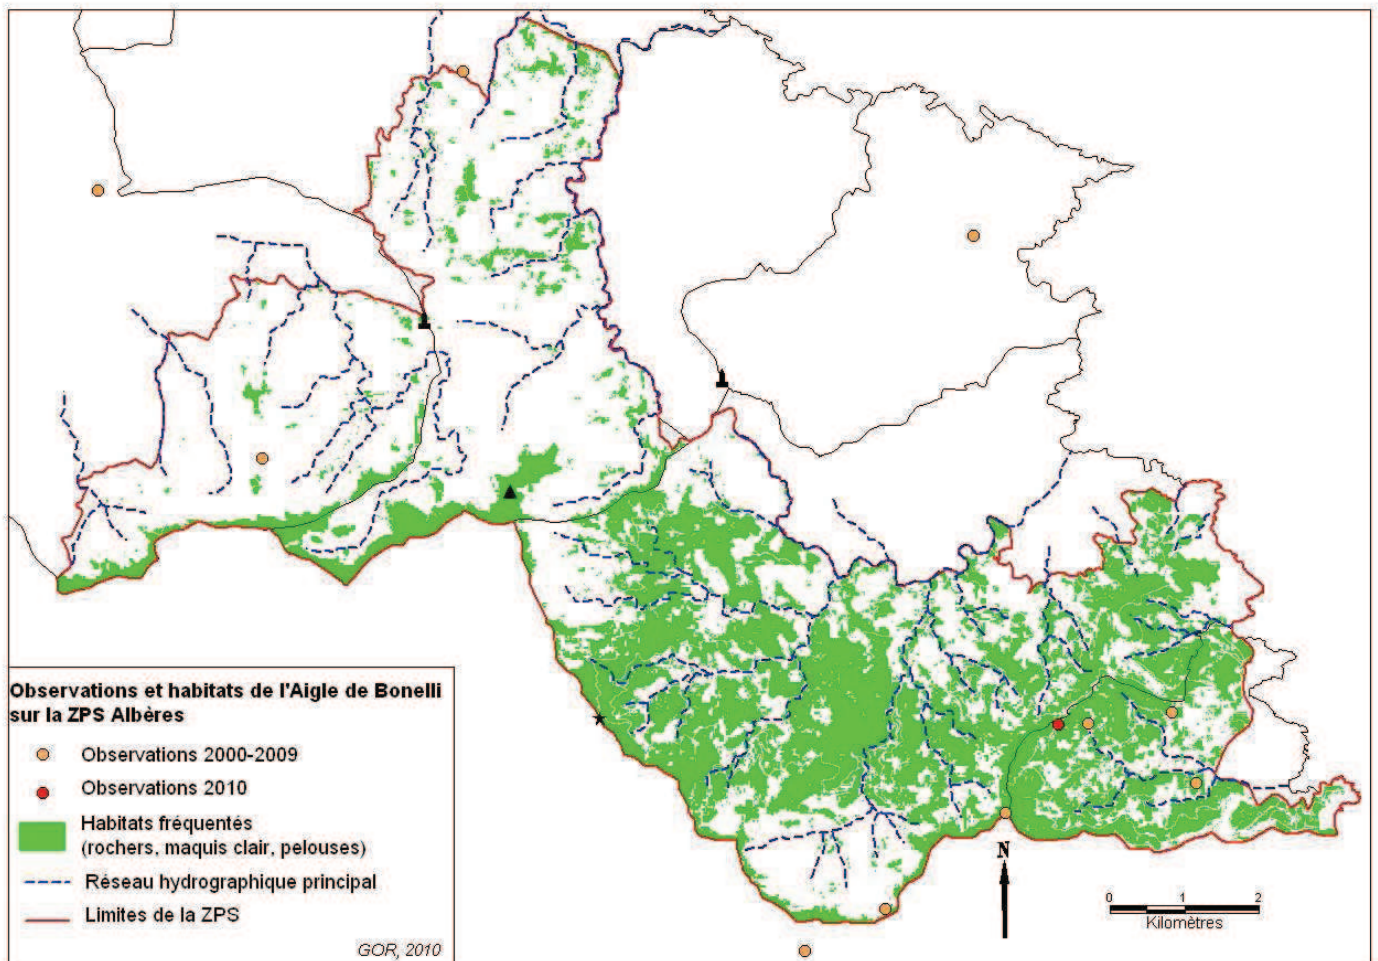 Observations et habitats de l'Aigle de Bonelli
sur la ZPS Albères
Observations 2000-2009
Observations 2010
Habitats fréquentés
(rochers, maquis clair, pelouses)
Réseau hydrographique principal
Limites de la ZPS
GOR, 2010
N
0 1 2
Kilomètres